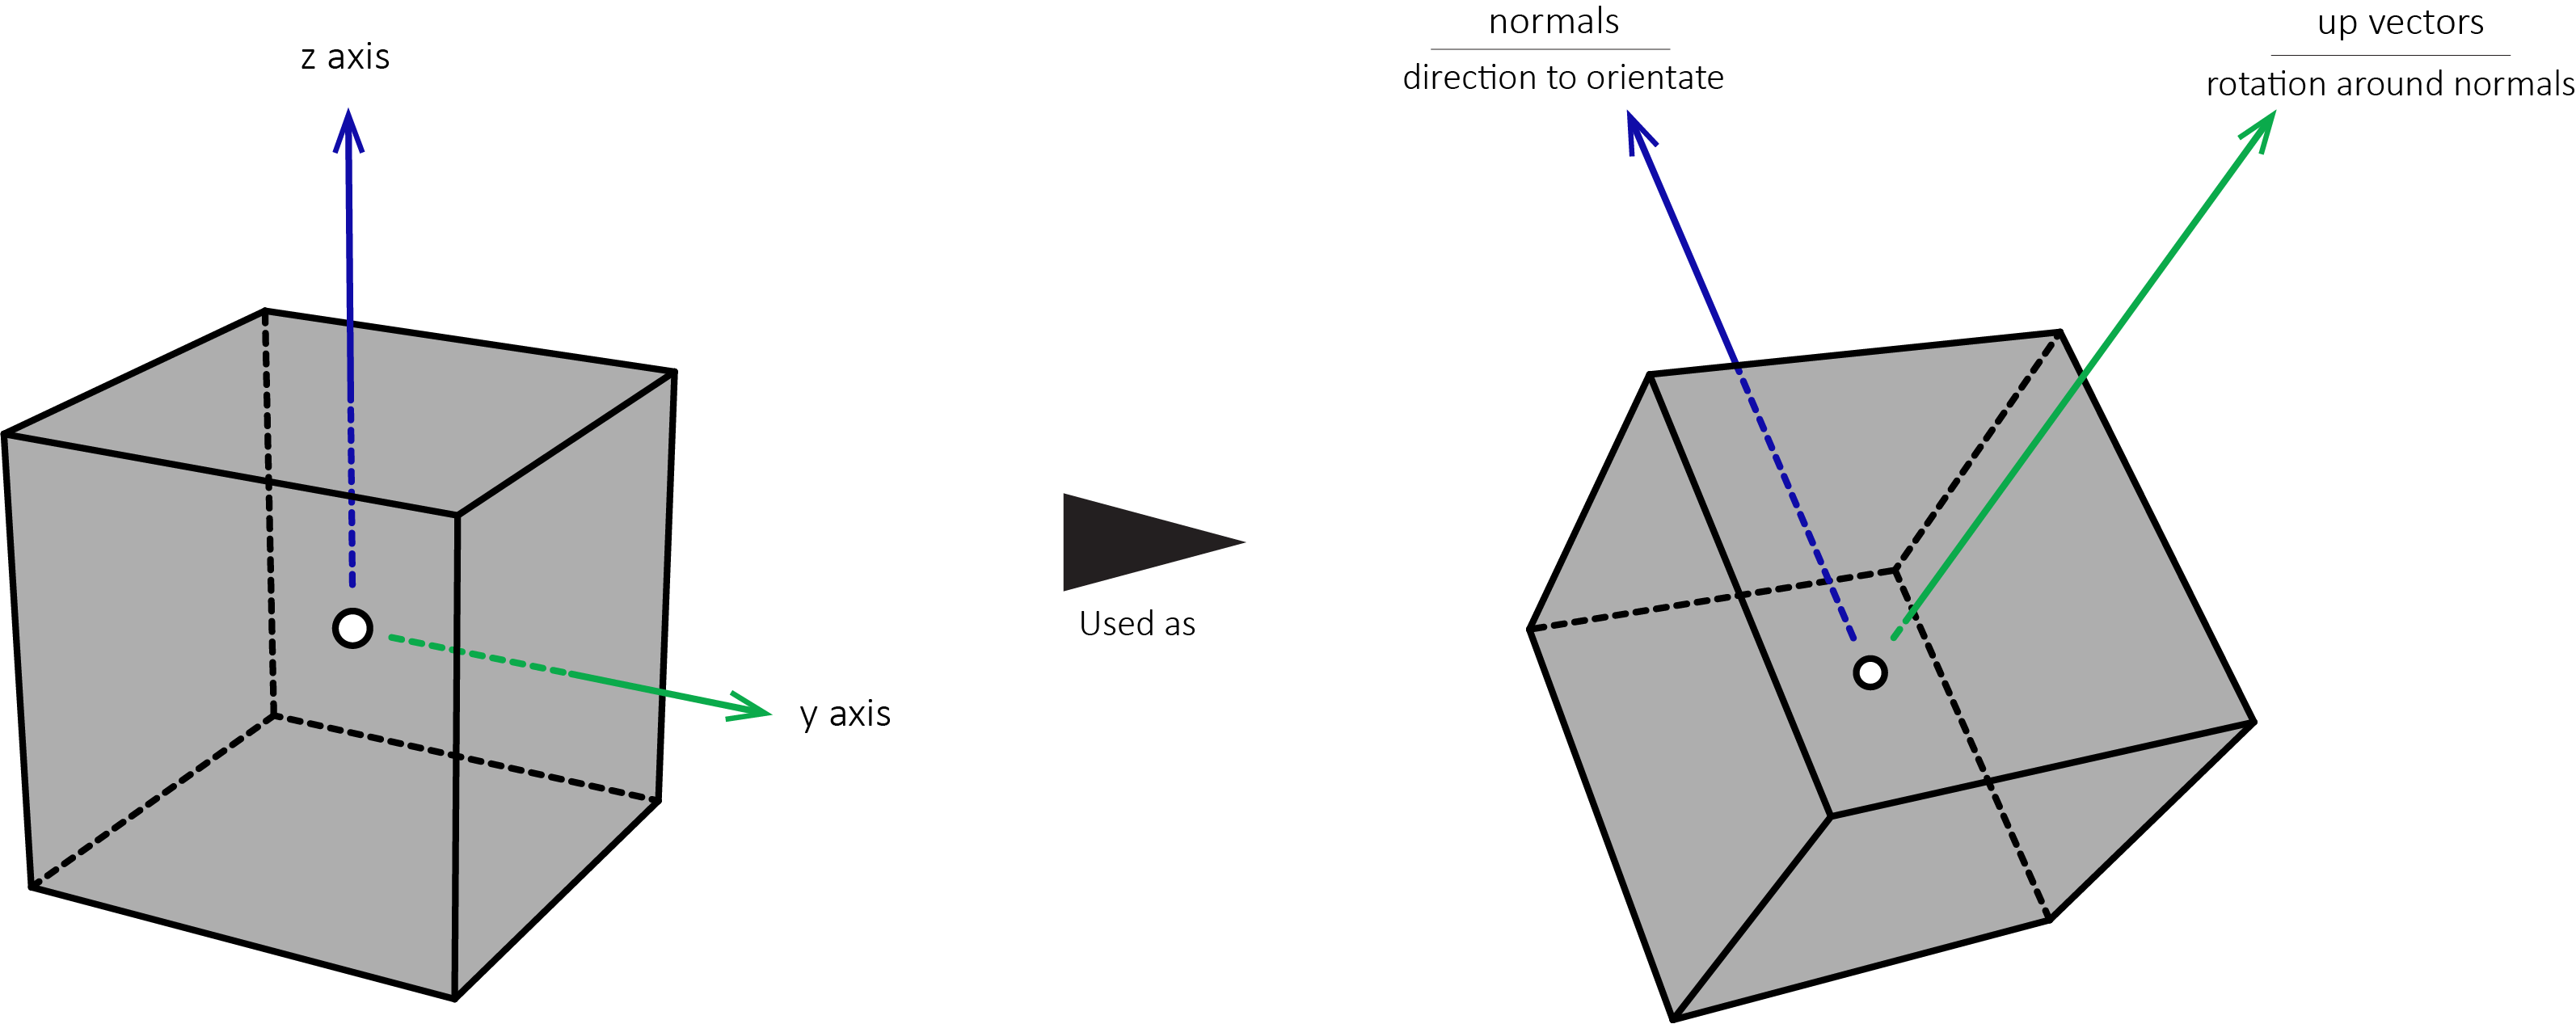 z axis
y axis
Used as
normals
direction to orientate
up vectors
rotation around normals